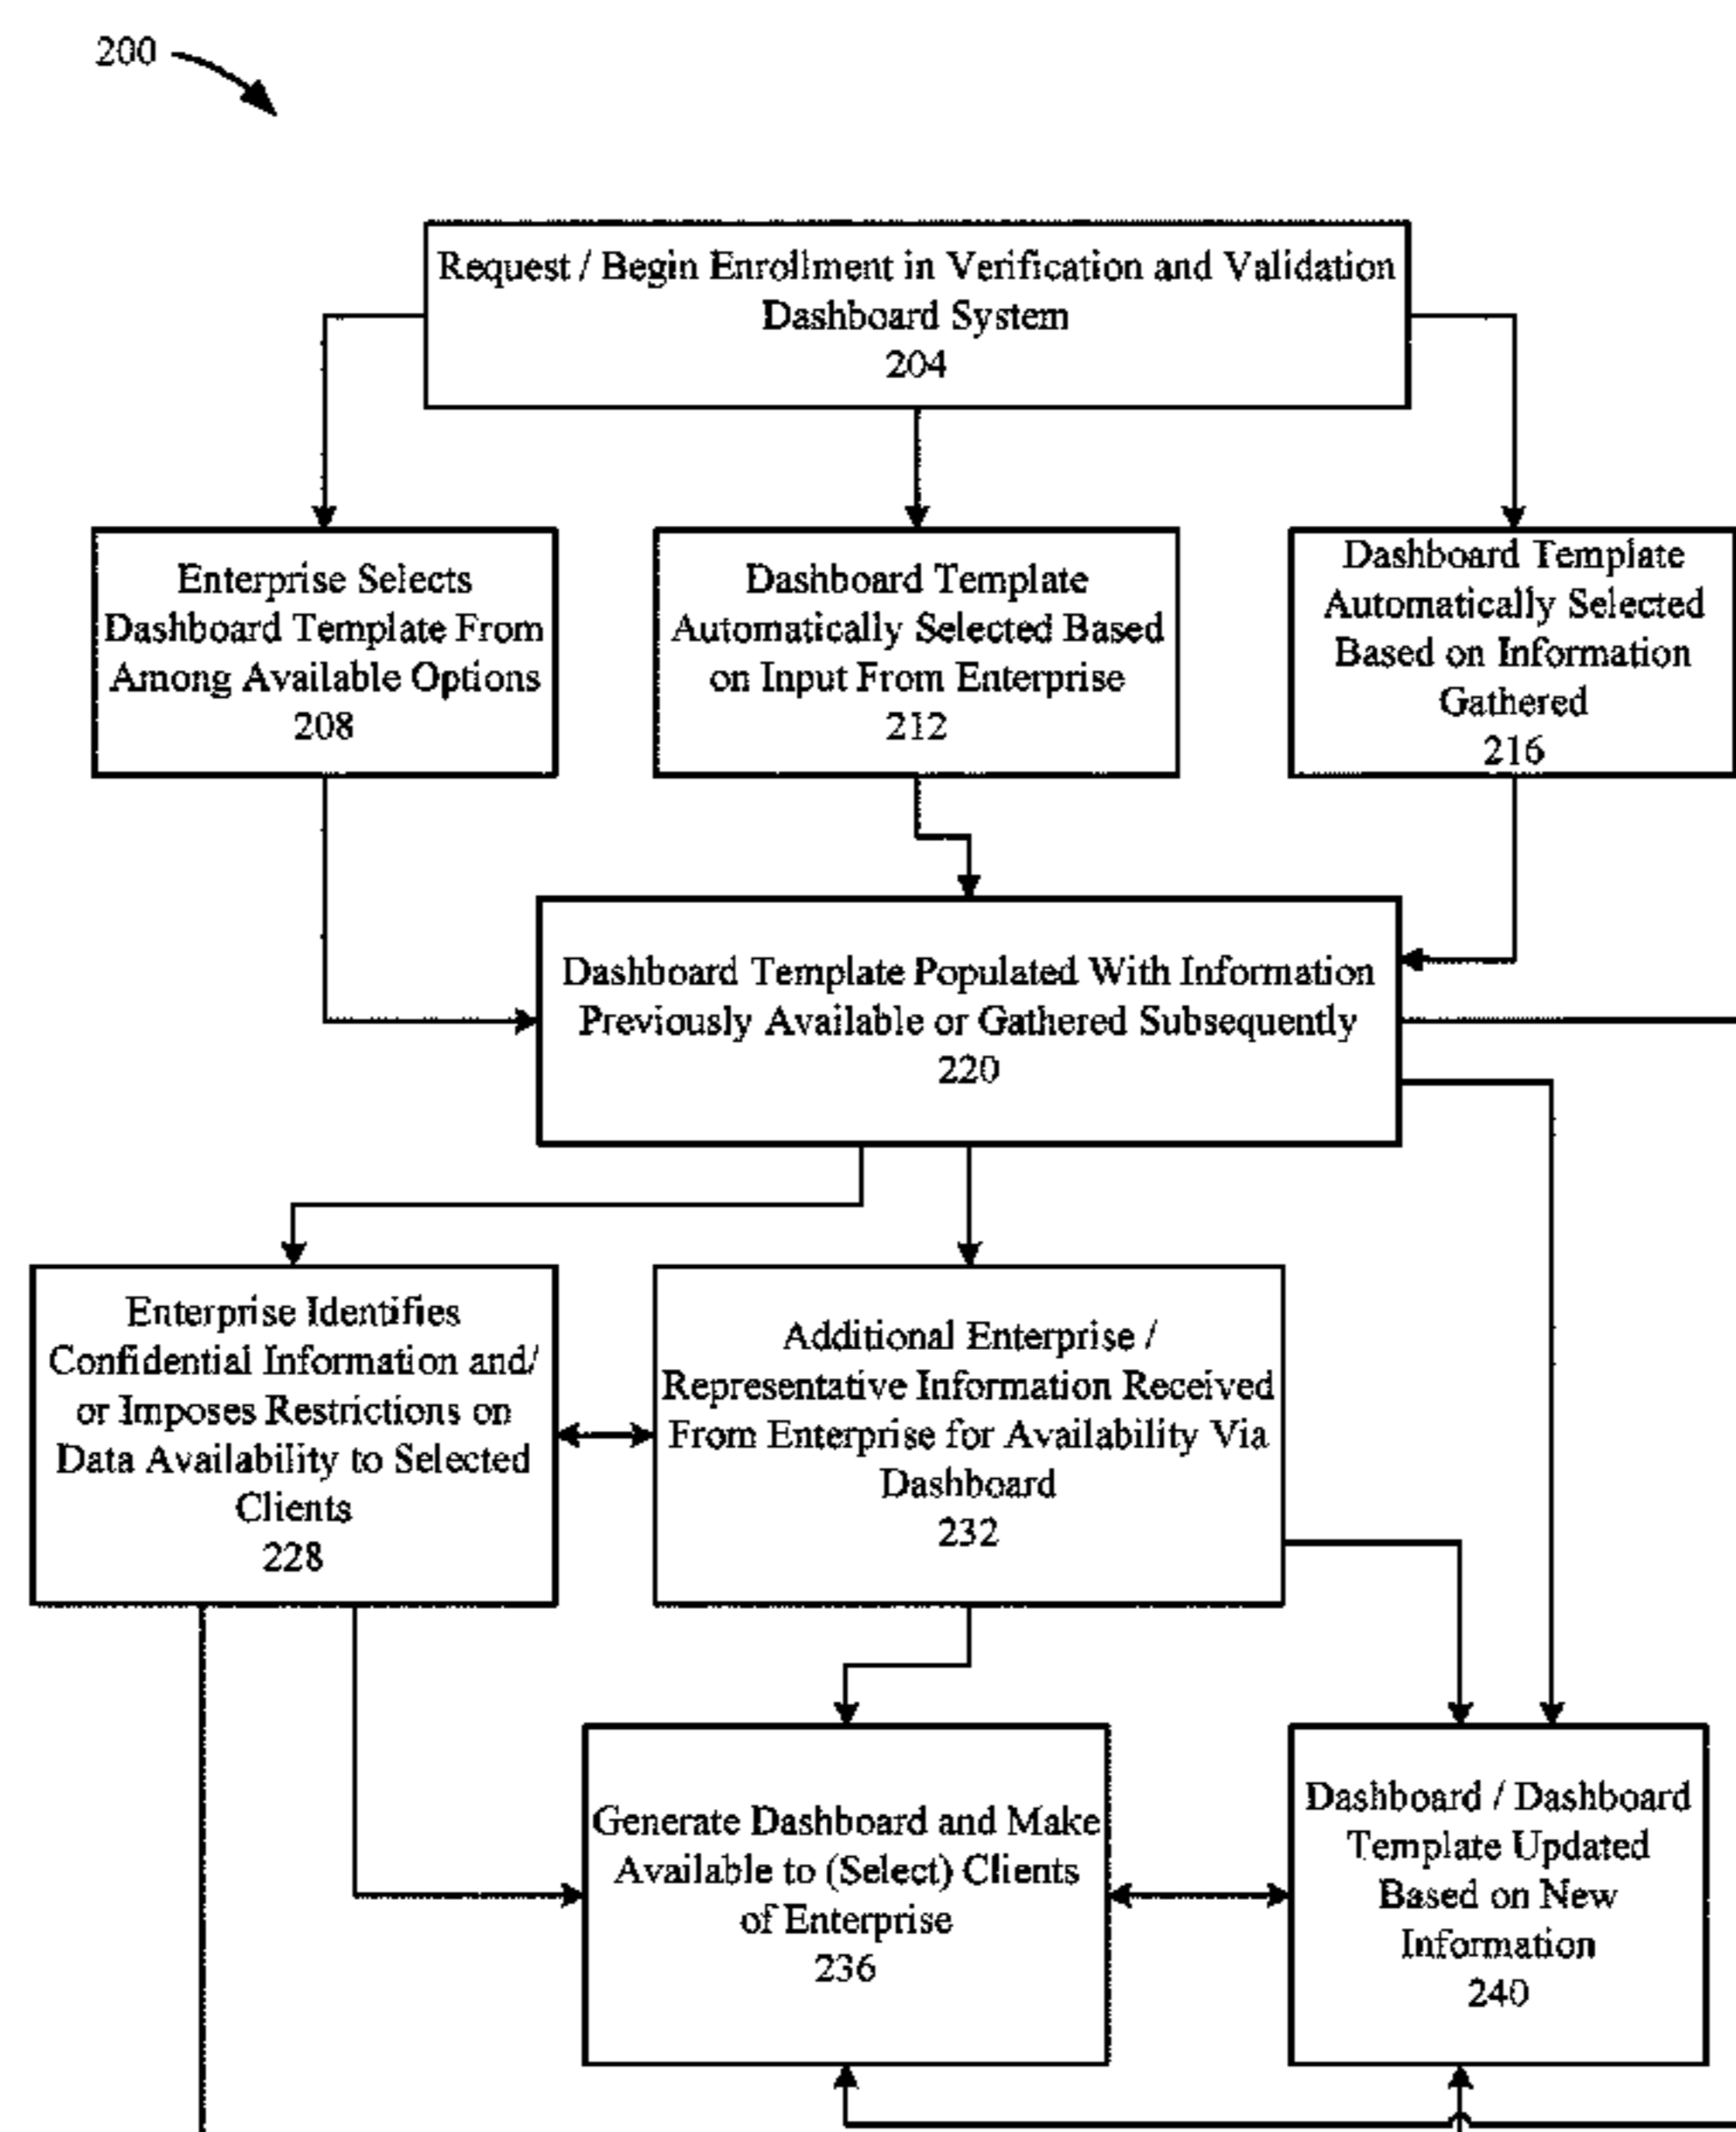 200
Request / Begin Enrollment in Verification and Validation
Dashboard System
204
Enterprise Selects
Dashboard Template From
Among Available Options
208
Dashboard Template
Automatically Selected Based
on Input From Enterprise
212
Dashboard Template
Automatically Selected
Based on Information
Gathered
216
Dashboard Template Populated With Information
Previously Available or Gathered Subsequently
220
Enterprise Identifies
Confidential Information and/
or Imposes Restrictions on
Data Availability to Selected
Clients
228
Additional Enterprise /
Representative Information Received
From Enterprise for Availability Via
Dashboard
232
Generate Dashboard and Make
Available to (Select) Clients
of Enterprise
236
Dashboard / Dashboard
Template Updated
Based on New
Information
240